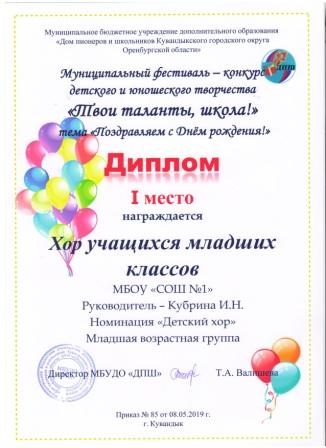 Муниципальное бюджетное учреждение дополнительного образования
«Дом пионеров и школьников Кувандыкского городского округа
Оренбургской области»
Муниципальный фестиваль – конкурс
детского и юношеского творчества
«Твои таланты, школа!»
тема «Поздравляем с Днём рождения!»
Диплом
I место
награждается
Хор учащихся младших
классов
МБОУ «СОШ №1»
Руководитель – Кубрина И.Н.
Номинация «Детский хор»
Младшая возрастная группа
Директор МБУДО «ДПШ» Т.А. Валишева
Приказ № 85 от 08.05.2019 г.
г. Кувандык